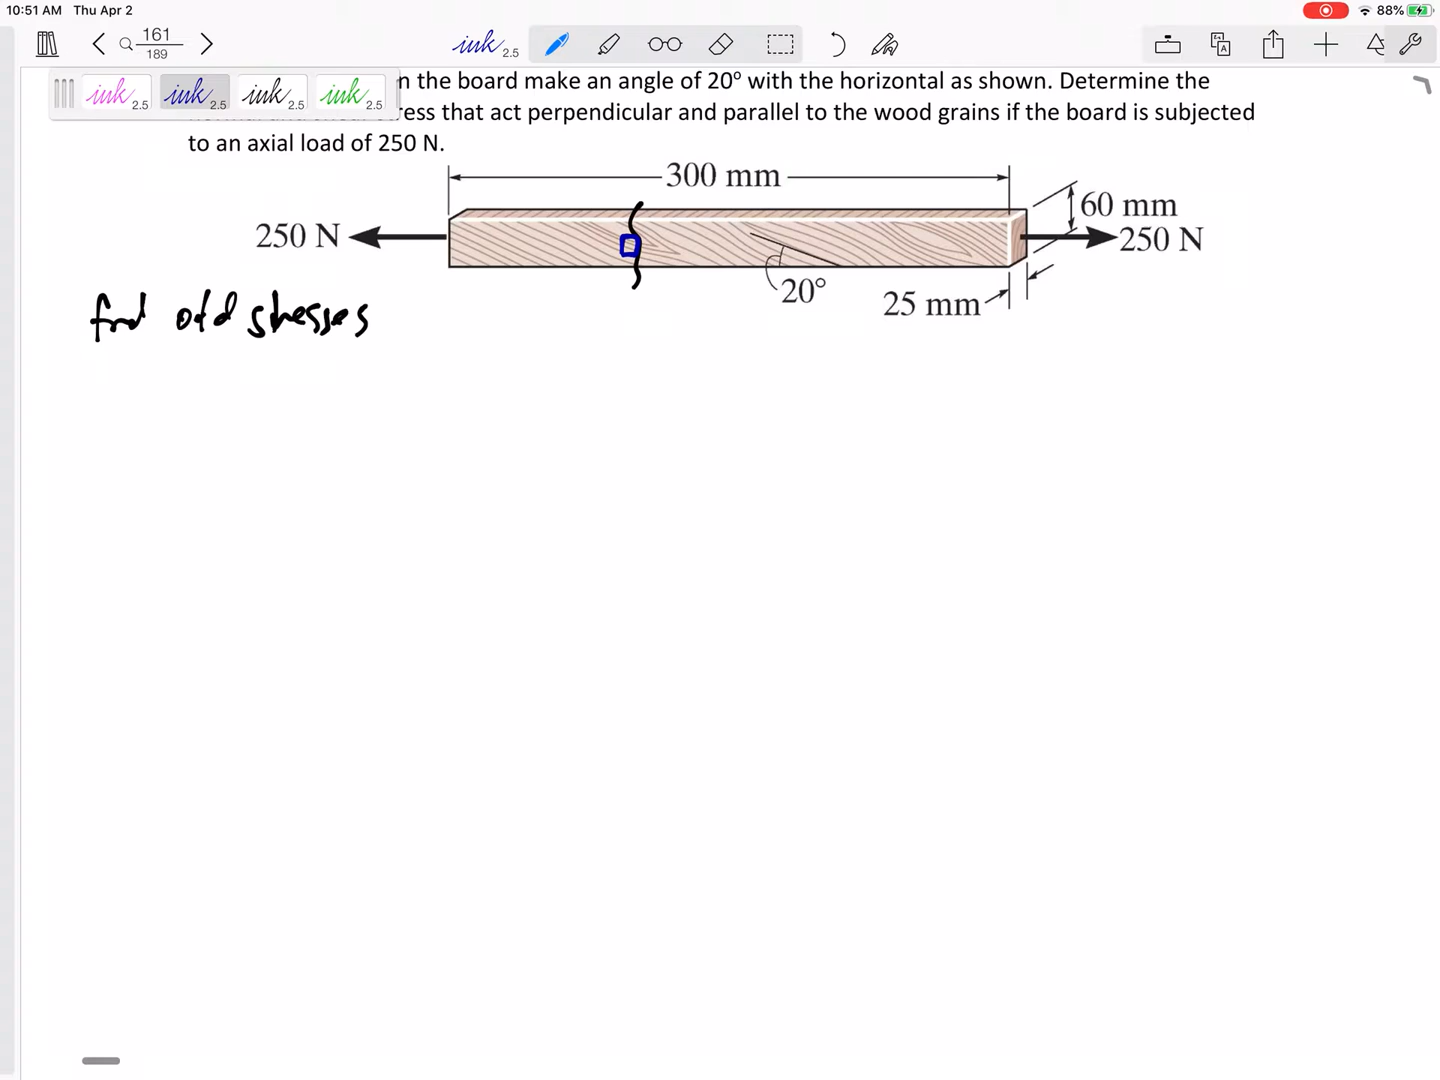 10:51 AM Thu Apr 2
88%
161
189
ink 2.5
ink 2.5
ink 2.5
ink 2.5
ink 2.5
n the board make an angle of 20° with the horizontal as shown. Determine the
ress that act perpendicular and parallel to the wood grains if the board is subjected
to an axial load of 250 N.
300 mm
60 mm
250 N
250 N
20°
25 mm
find old stresses